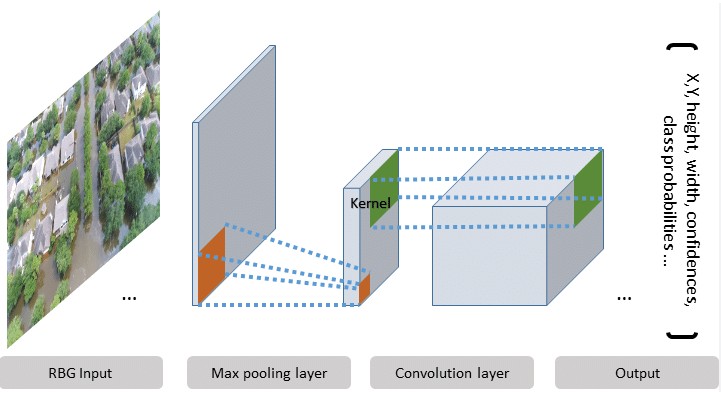 ...
Kernel
...
X,Y, height, width, confidences,
class probabilities ...
RBG Input
Max pooling layer
Convolution layer
Output